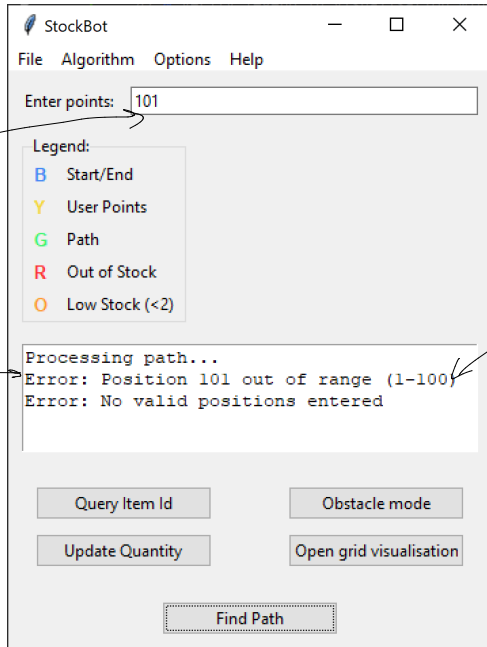 StockBot
File Algorithm Options Help
Enter points: 101
Legend:
B Start/End
Y User Points
G Path
R Out of Stock
O Low Stock (<2)
Processing path...
Error: Position 101 out of range (1-100)
Error: No valid positions entered
Query Item Id Obstacle mode
Update Quantity Open grid visualisation
Find Path